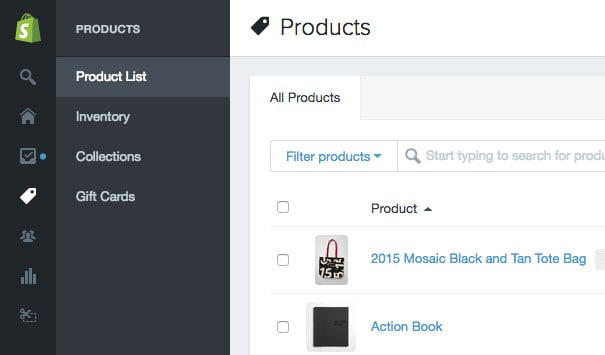 PRODUCTS
Products
Product List
All Products
Inventory
Collections
Filter products
Start typing to search for produ
Gift Cards
Product
2015 Mosaic Black and Tan Tote Bag
Action Book